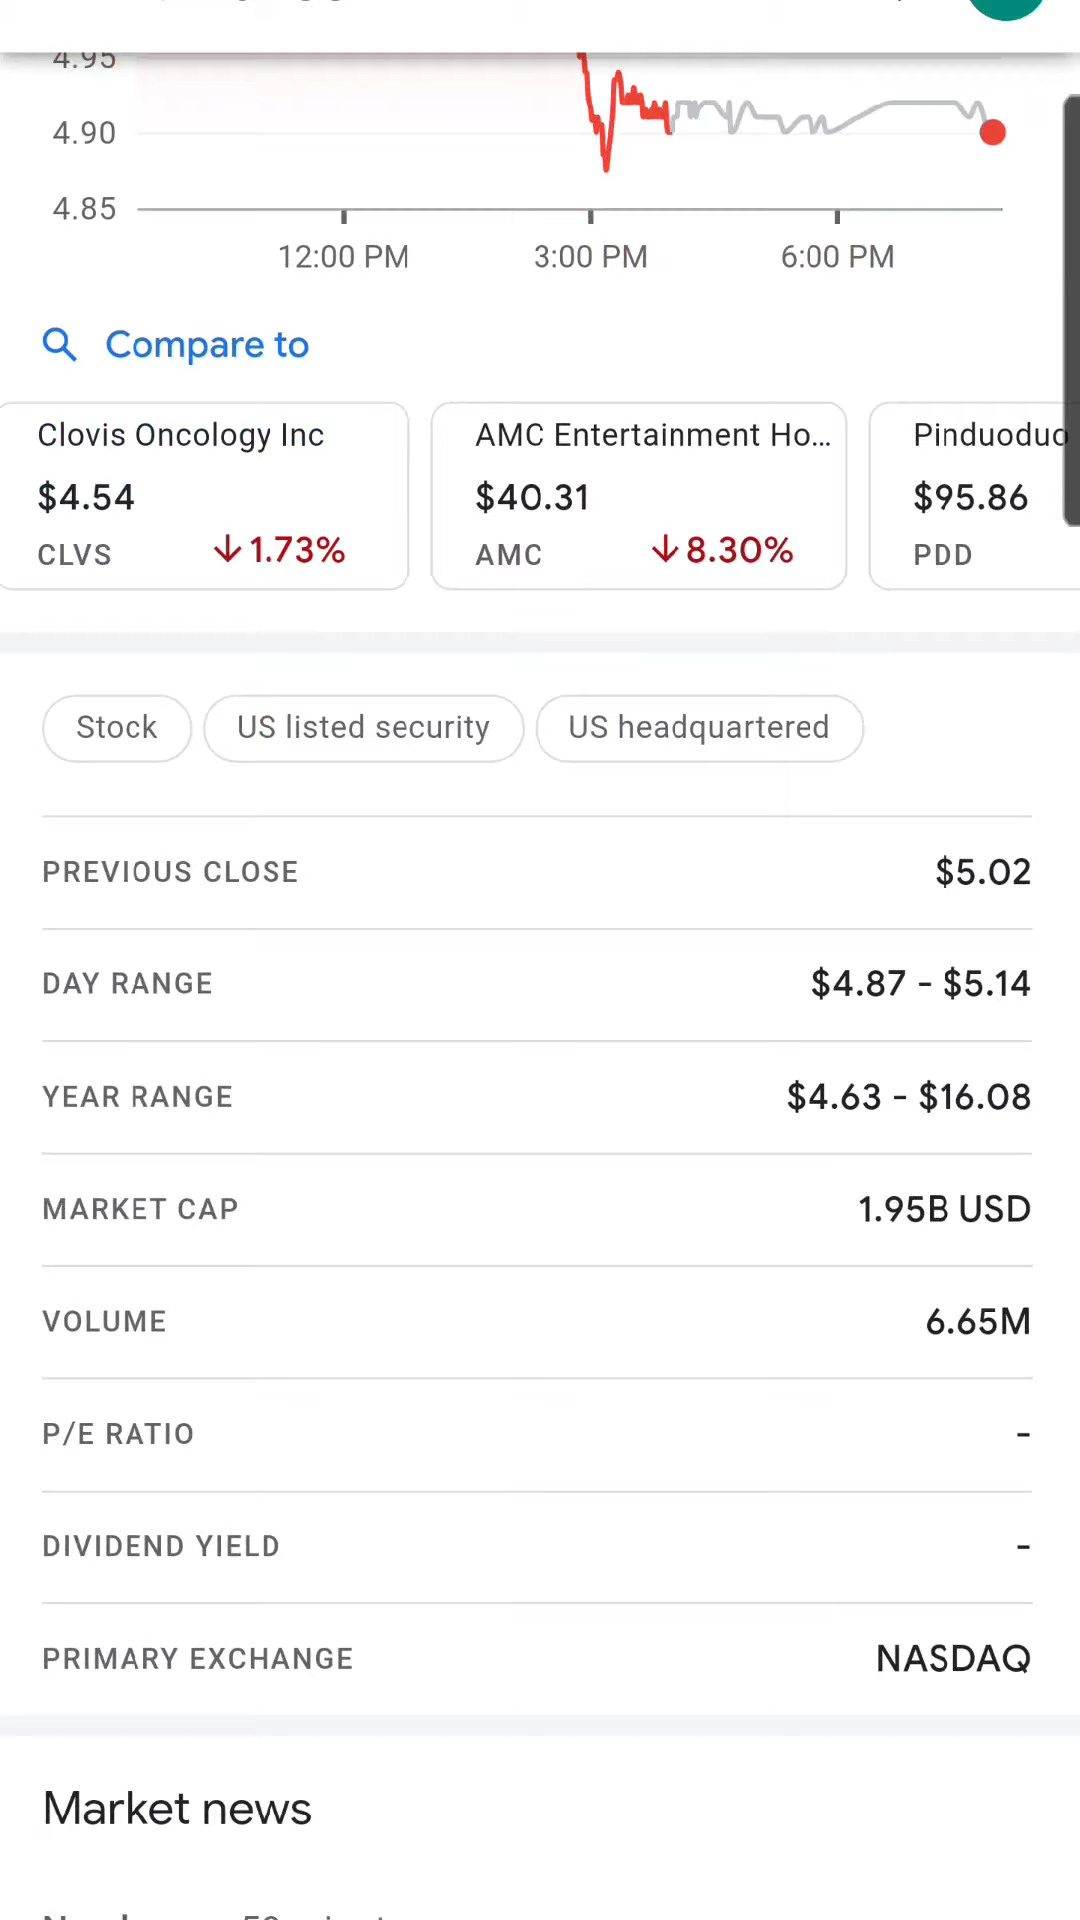 4.95
4.90
4.85
12:00 PM 3:00 PM 6:00 PM
Compare to
Clovis Oncology Inc
$4.54
CLVS ↓1.73%
AMC Entertainment Ho...
$40.31
AMC ↓8.30%
Pinduoduo
$95.86
PDD
Stock US listed security US headquartered
PREVIOUS CLOSE $5.02
DAY RANGE $4.87 - $5.14
YEAR RANGE $4.63 - $16.08
MARKET CAP 1.95B USD
VOLUME 6.65M
P/E RATIO -
DIVIDEND YIELD -
PRIMARY EXCHANGE NASDAQ
Market news